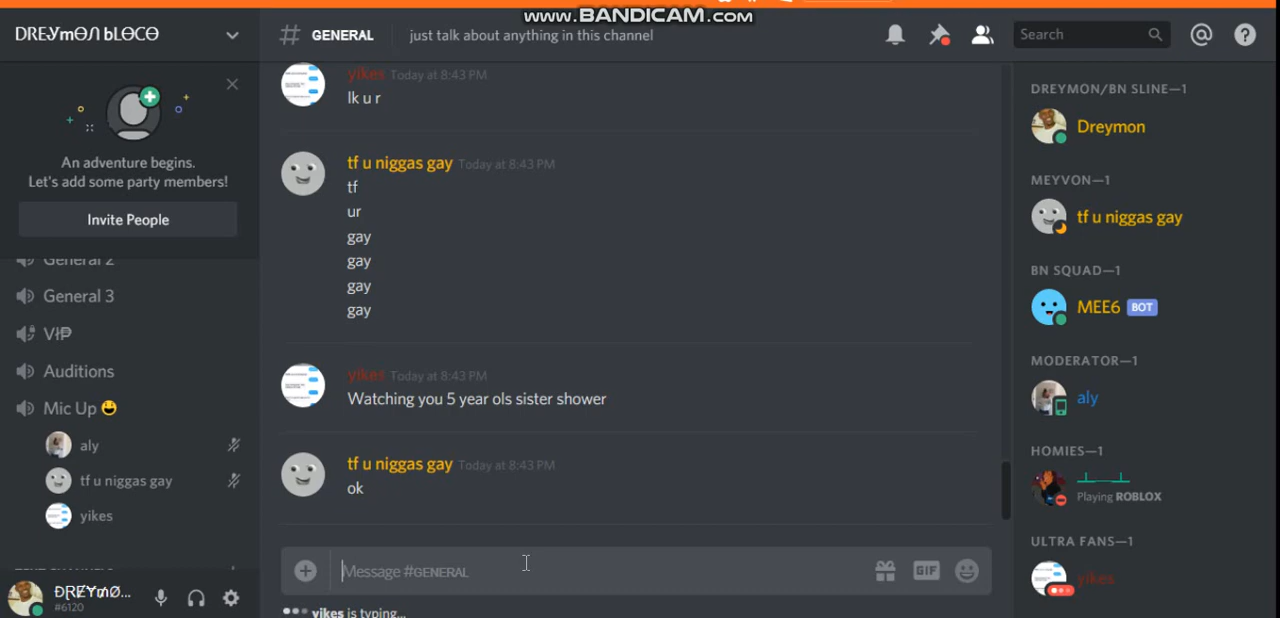 www.BANDICAM.com
DREɎmѲЛ bLѲCѲ
An adventure begins.
Let's add some party members!
Invite People
General 2
General 3
VIP
Auditions
Mic Up 😀
aly
tf u niggas gay
yikes
#6120
# GENERAL just talk about anything in this channel
Search
yikes Today at 8:43 PM
lk u r
tf u niggas gay Today at 8:43 PM
tf
ur
gay
gay
gay
gay
yikes Today at 8:43 PM
Watching you 5 year ols sister shower
tf u niggas gay Today at 8:43 PM
ok
Message #GENERAL
GIF
yikes is typing...
DREYMON/BN SLINE—1
Dreymon
MEYVON—1
tf u niggas gay
BN SQUAD—1
MEE6 BOT
MODERATOR—1
aly
HOMIES—1
Playing ROBLOX
ULTRA FANS—1
yikes